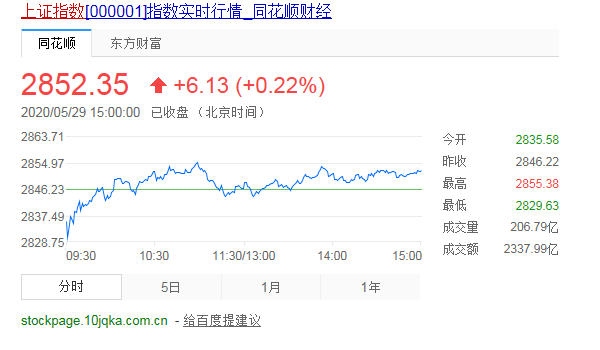 上证指数[000001]指数实时行情_同花顺财经
同花顺 东方财富
2852.35 +6.13 (+0.22%)
2020/05/29 15:00:00 已收盘 （北京时间）
2863.71
2854.97
2846.23
2837.49
2828.75
09:30 10:30 11:30/13:00 14:00 15:00
今开 2835.58
昨收 2846.22
最高 2855.38
最低 2829.63
成交量 206.79亿
成交额 2337.99亿
分时 5日 1月 1年
stockpage.10jqka.com.cn - 给百度提建议